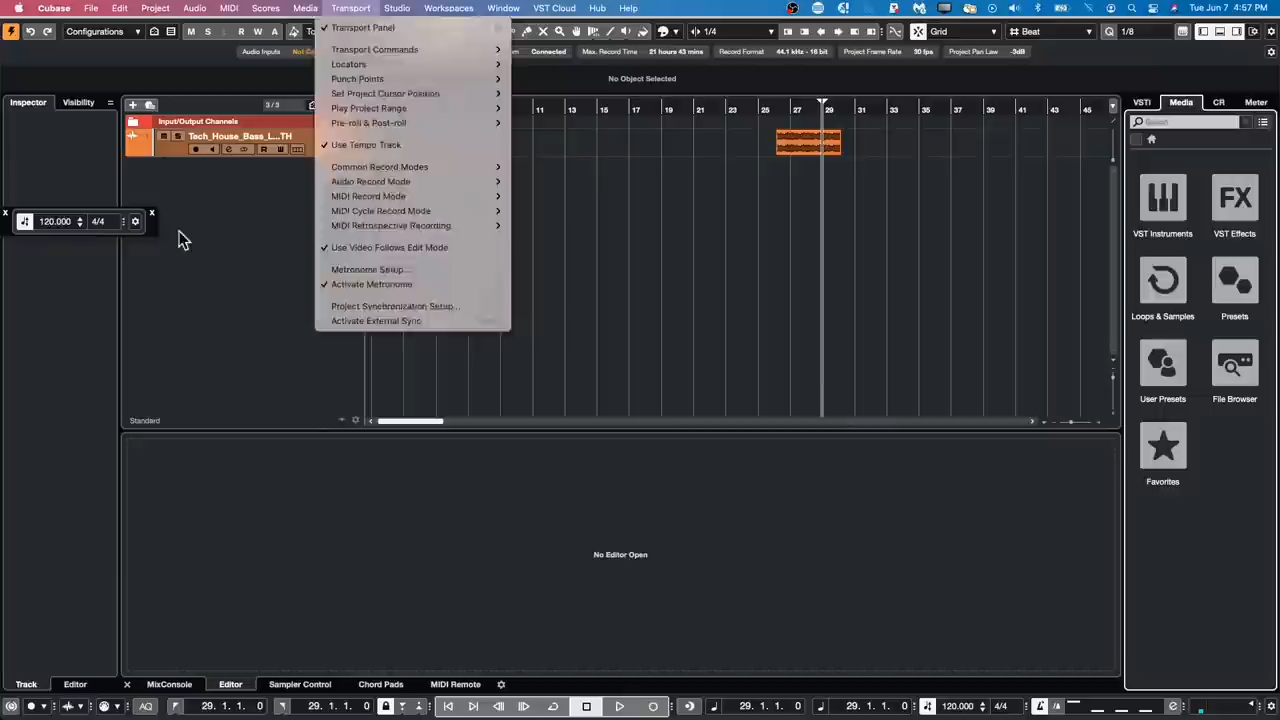 Cubase File Edit Project Audio MIDI Scores Media Transport Studio Workspaces Window VST Cloud Hub Tue Jun 7 4:57 PM
Configurations M S L R W A 1/4 Grid Beat Q 1/8
Audio Inputs Connected Max. Record Time 21 hours 43 mins Record Format 44.1 kHz - 16 bit Project Frame Rate 30 fps Project Pan Law -3dB
No Object Selected
Inspector Visibility 3/3 11 13 15 17 19 21 23 25 27 29 31 33 35 37 39 41 43 45 VSTi Media CR Meter
Input/Output Channels
Tech_House_Bass_L...TH
Search
Transport Panel
Transport Commands
Locators
Punch Points
Set Project Cursor Position
Play Project Range
Pre-roll & Post-roll
Use Tempo Track
Common Record Modes
Audio Record Mode
MIDI Record Mode
MIDI Cycle Record Mode
MIDI Retrospective Recording
Use Video Follows Edit Mode
Metronome Setup...
Activate Metronome
Project Synchronization Setup...
Activate External Sync
120.000 4/4
VST Instruments VST Effects
Loops & Samples Presets
User Presets File Browser
Favorites
Standard
No Editor Open
Track Editor MixConsole Editor Sampler Control Chord Pads MIDI Remote
AQ 29. 1. 1. 0 29. 1. 1. 0 29. 1. 1. 0 29. 1. 1. 0 120.000 4/4